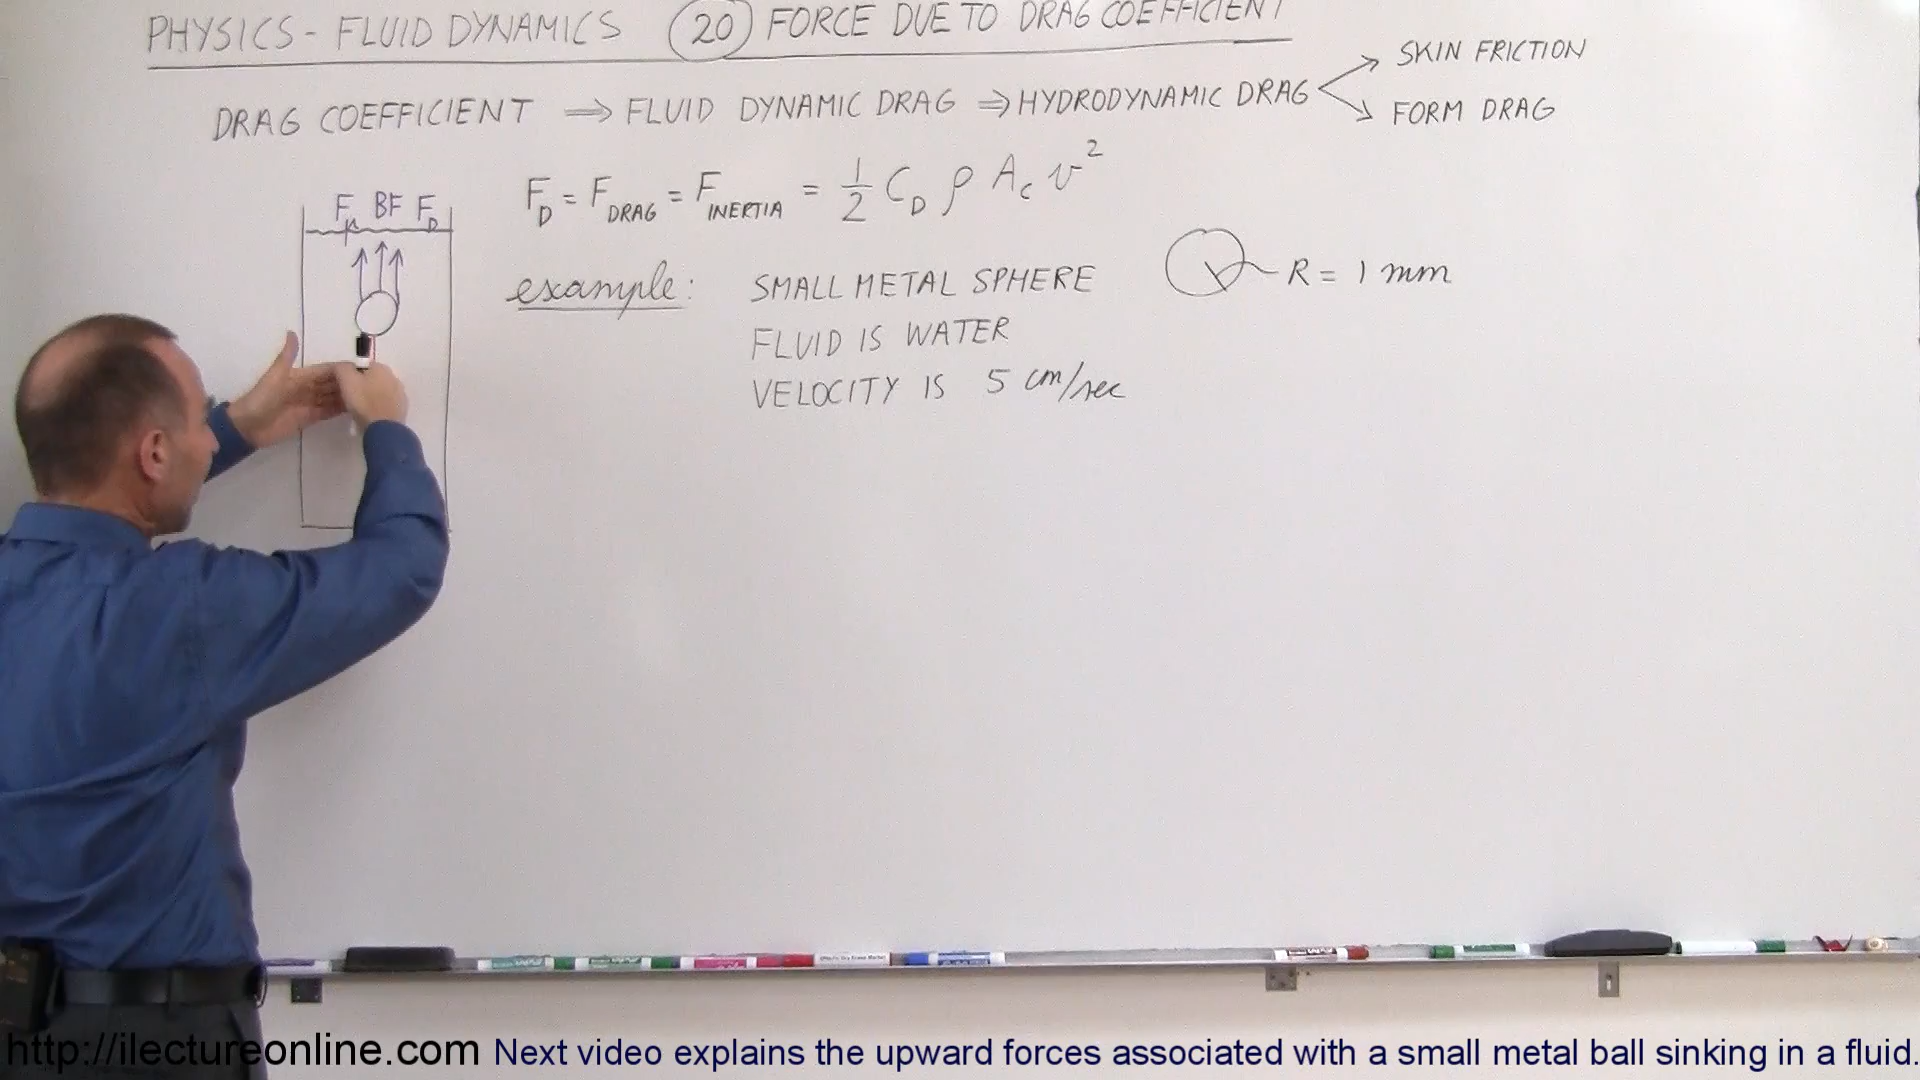 PHYSICS - FLUID DYNAMICS 20 FORCE DUE TO DRAG COEFFICIENT
DRAG COEFFICIENT ⇒ FLUID DYNAMIC DRAG ⇒ HYDRODYNAMIC DRAG
SKIN FRICTION
FORM DRAG
F_D = F_DRAG = F_INERTIA = 1/2 C_D ρ A_C v²
F_μ BF F_D
example: SMALL METAL SPHERE
R = 1 mm
FLUID IS WATER
VELOCITY IS 5 cm/sec
http://ilectureonline.com Next video explains the upward forces associated with a small metal ball sinking in a fluid.